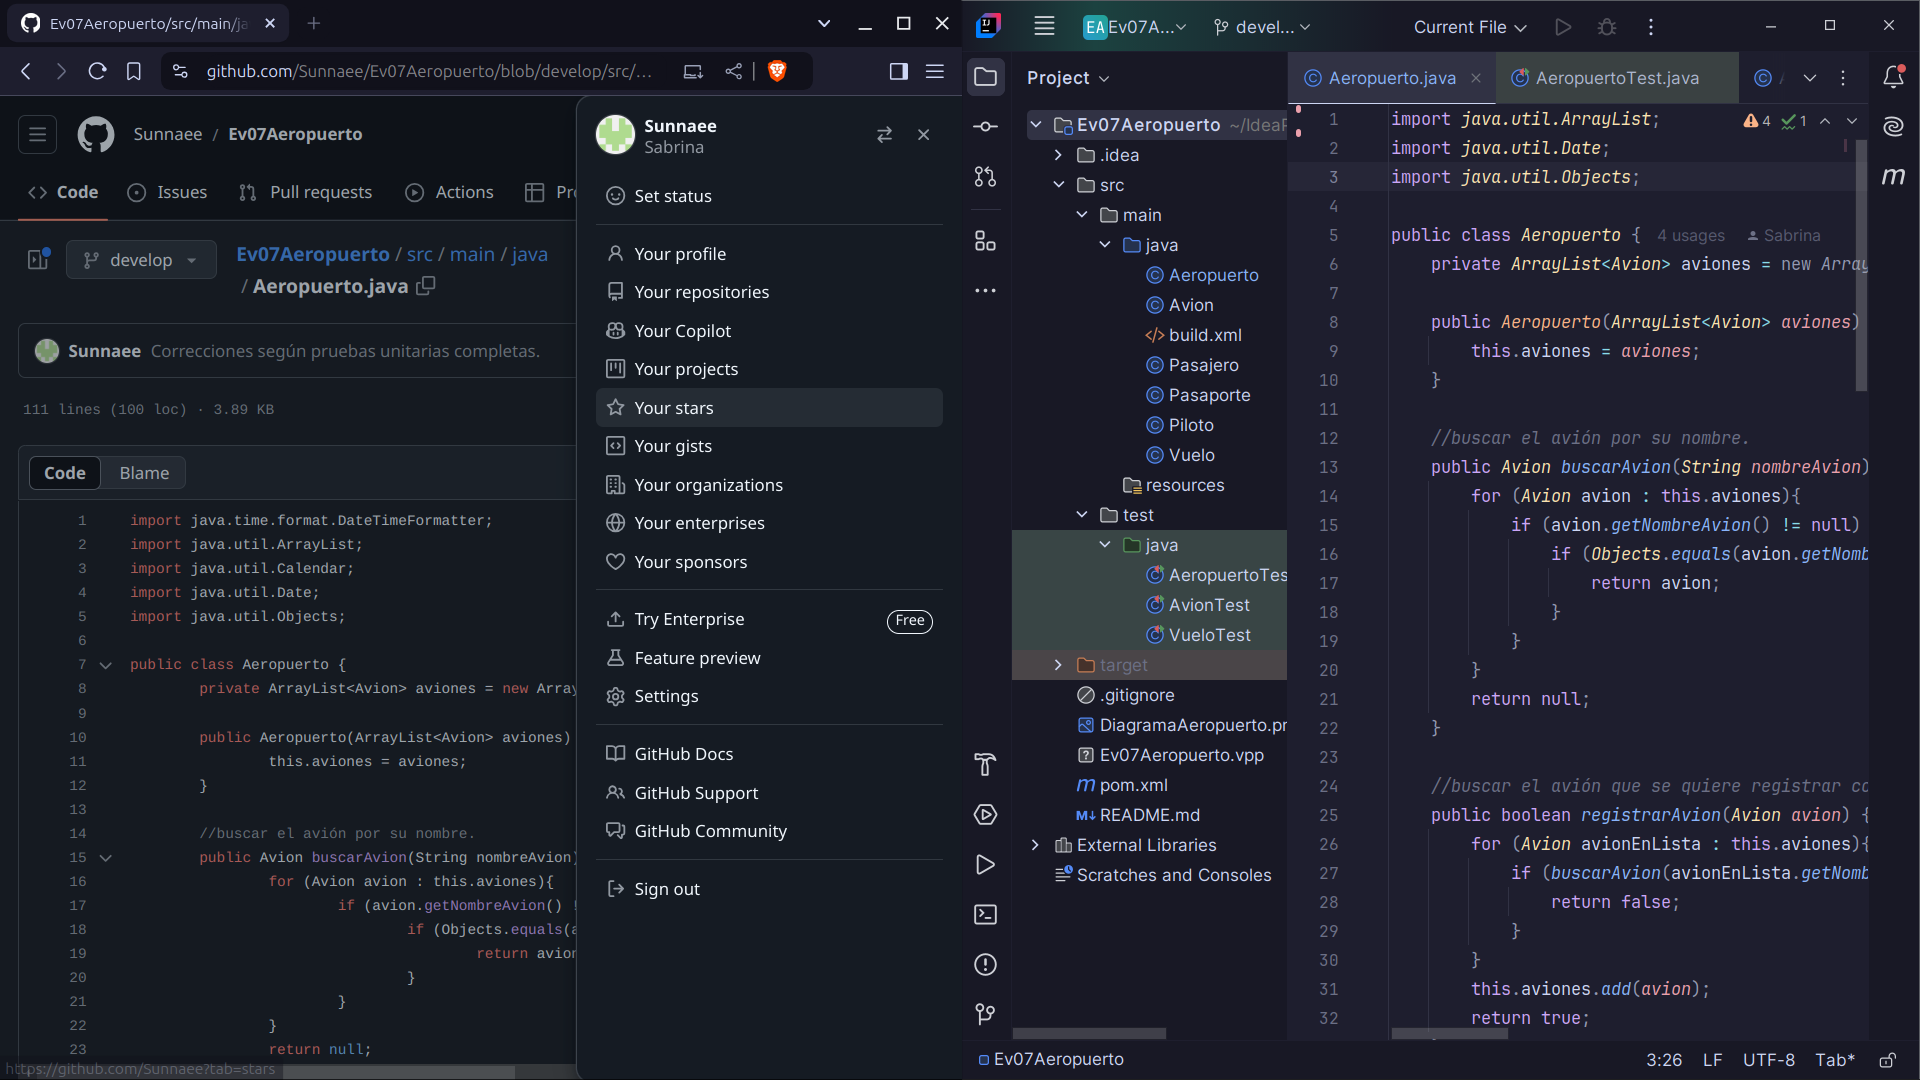 Ev07Aeropuerto/src/main/ja
github.com/Sunnaee/Ev07Aeropuerto/blob/develop/src/...
Sunnaee / Ev07Aeropuerto
Code
Issues
Pull requests
Actions
develop
Ev07Aeropuerto / src / main / java
/ Aeropuerto.java
Sunnaee Correcciones según pruebas unitarias completas.
111 lines (100 loc) · 3.89 KB
Code
Blame
1 import java.time.format.DateTimeFormatter;
2 import java.util.ArrayList;
3 import java.util.Calendar;
4 import java.util.Date;
5 import java.util.Objects;
6
7 public class Aeropuerto {
8 private ArrayList<Avion> aviones = new Array
9
10 public Aeropuerto(ArrayList<Avion> aviones)
11 this.aviones = aviones;
12 }
13
14 //buscar el avión por su nombre.
15 public Avion buscarAvion(String nombreAvion)
16 for (Avion avion : this.aviones){
17 if (avion.getNombreAvion() !
18 if (Objects.equals(a
19 return avion
20 }
21 }
22 }
23 return null;
https://github.com/Sunnaee?tab=stars
Sunnaee
Sabrina
Set status
Your profile
Your repositories
Your Copilot
Your projects
Your stars
Your gists
Your organizations
Your enterprises
Your sponsors
Try Enterprise
Free
Feature preview
Settings
GitHub Docs
GitHub Support
GitHub Community
Sign out
EA Ev07A...
devel...
Current File
Project
Ev07Aeropuerto ~/IdeaP
.idea
src
main
java
Aeropuerto
Avion
build.xml
Pasajero
Pasaporte
Piloto
Vuelo
resources
test
java
AeropuertoTes
AvionTest
VueloTest
target
.gitignore
DiagramaAeropuerto.pr
Ev07Aeropuerto.vpp
pom.xml
README.md
External Libraries
Scratches and Consoles
Aeropuerto.java
AeropuertoTest.java
4
1
1 import java.util.ArrayList;
2 import java.util.Date;
3 import java.util.Objects;
4
5 public class Aeropuerto { 4 usages Sabrina
6 private ArrayList<Avion> aviones = new Array
7
8 public Aeropuerto(ArrayList<Avion> aviones)
9 this.aviones = aviones;
10 }
11
12 //buscar el avión por su nombre.
13 public Avion buscarAvion(String nombreAvion)
14 for (Avion avion : this.aviones){
15 if (avion.getNombreAvion() != null)
16 if (Objects.equals(avion.getNomb
17 return avion;
18 }
19 }
20 }
21 return null;
22 }
23
24 //buscar el avión que se quiere registrar co
25 public boolean registrarAvion(Avion avion) {
26 for (Avion avionEnLista : this.aviones){
27 if (buscarAvion(avionEnLista.getNomb
28 return false;
29 }
30 }
31 this.aviones.add(avion);
32 return true;
Ev07Aeropuerto
3:26
LF
UTF-8
Tab*